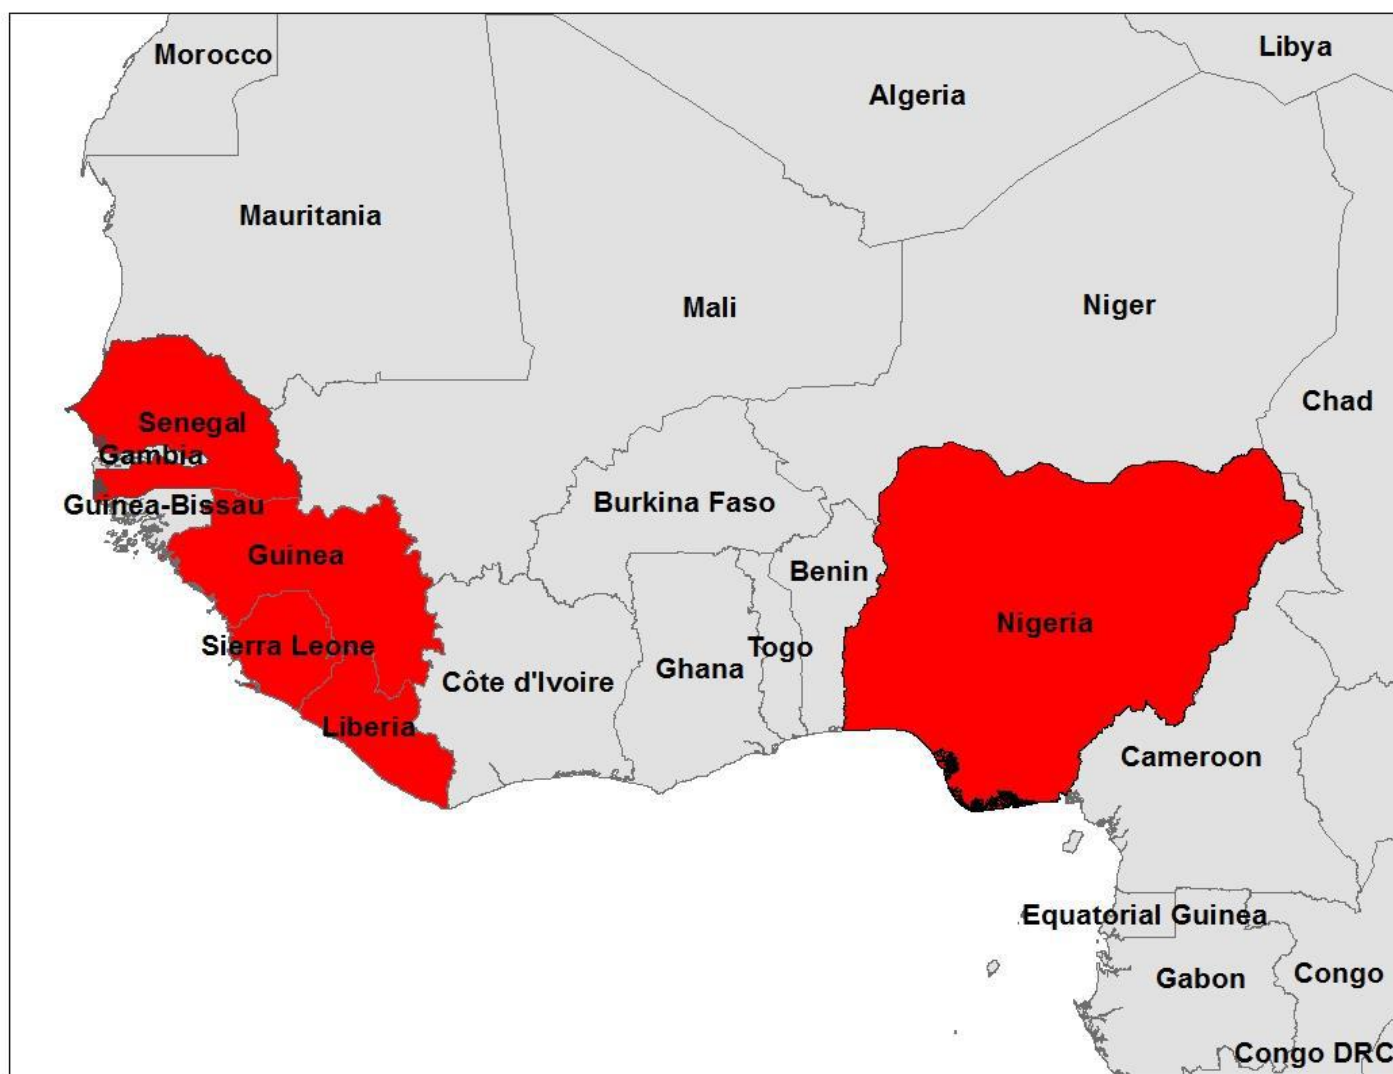 Morocco
Libya
Algeria
Mauritania
Mali
Niger
Chad
Senegal
Gambia
Guinea-Bissau
Burkina Faso
Guinea
Benin
Nigeria
Sierra Leone
Togo
Ghana
Côte d'Ivoire
Liberia
Cameroon
Equatorial Guinea
Gabon
Congo
Congo DRC